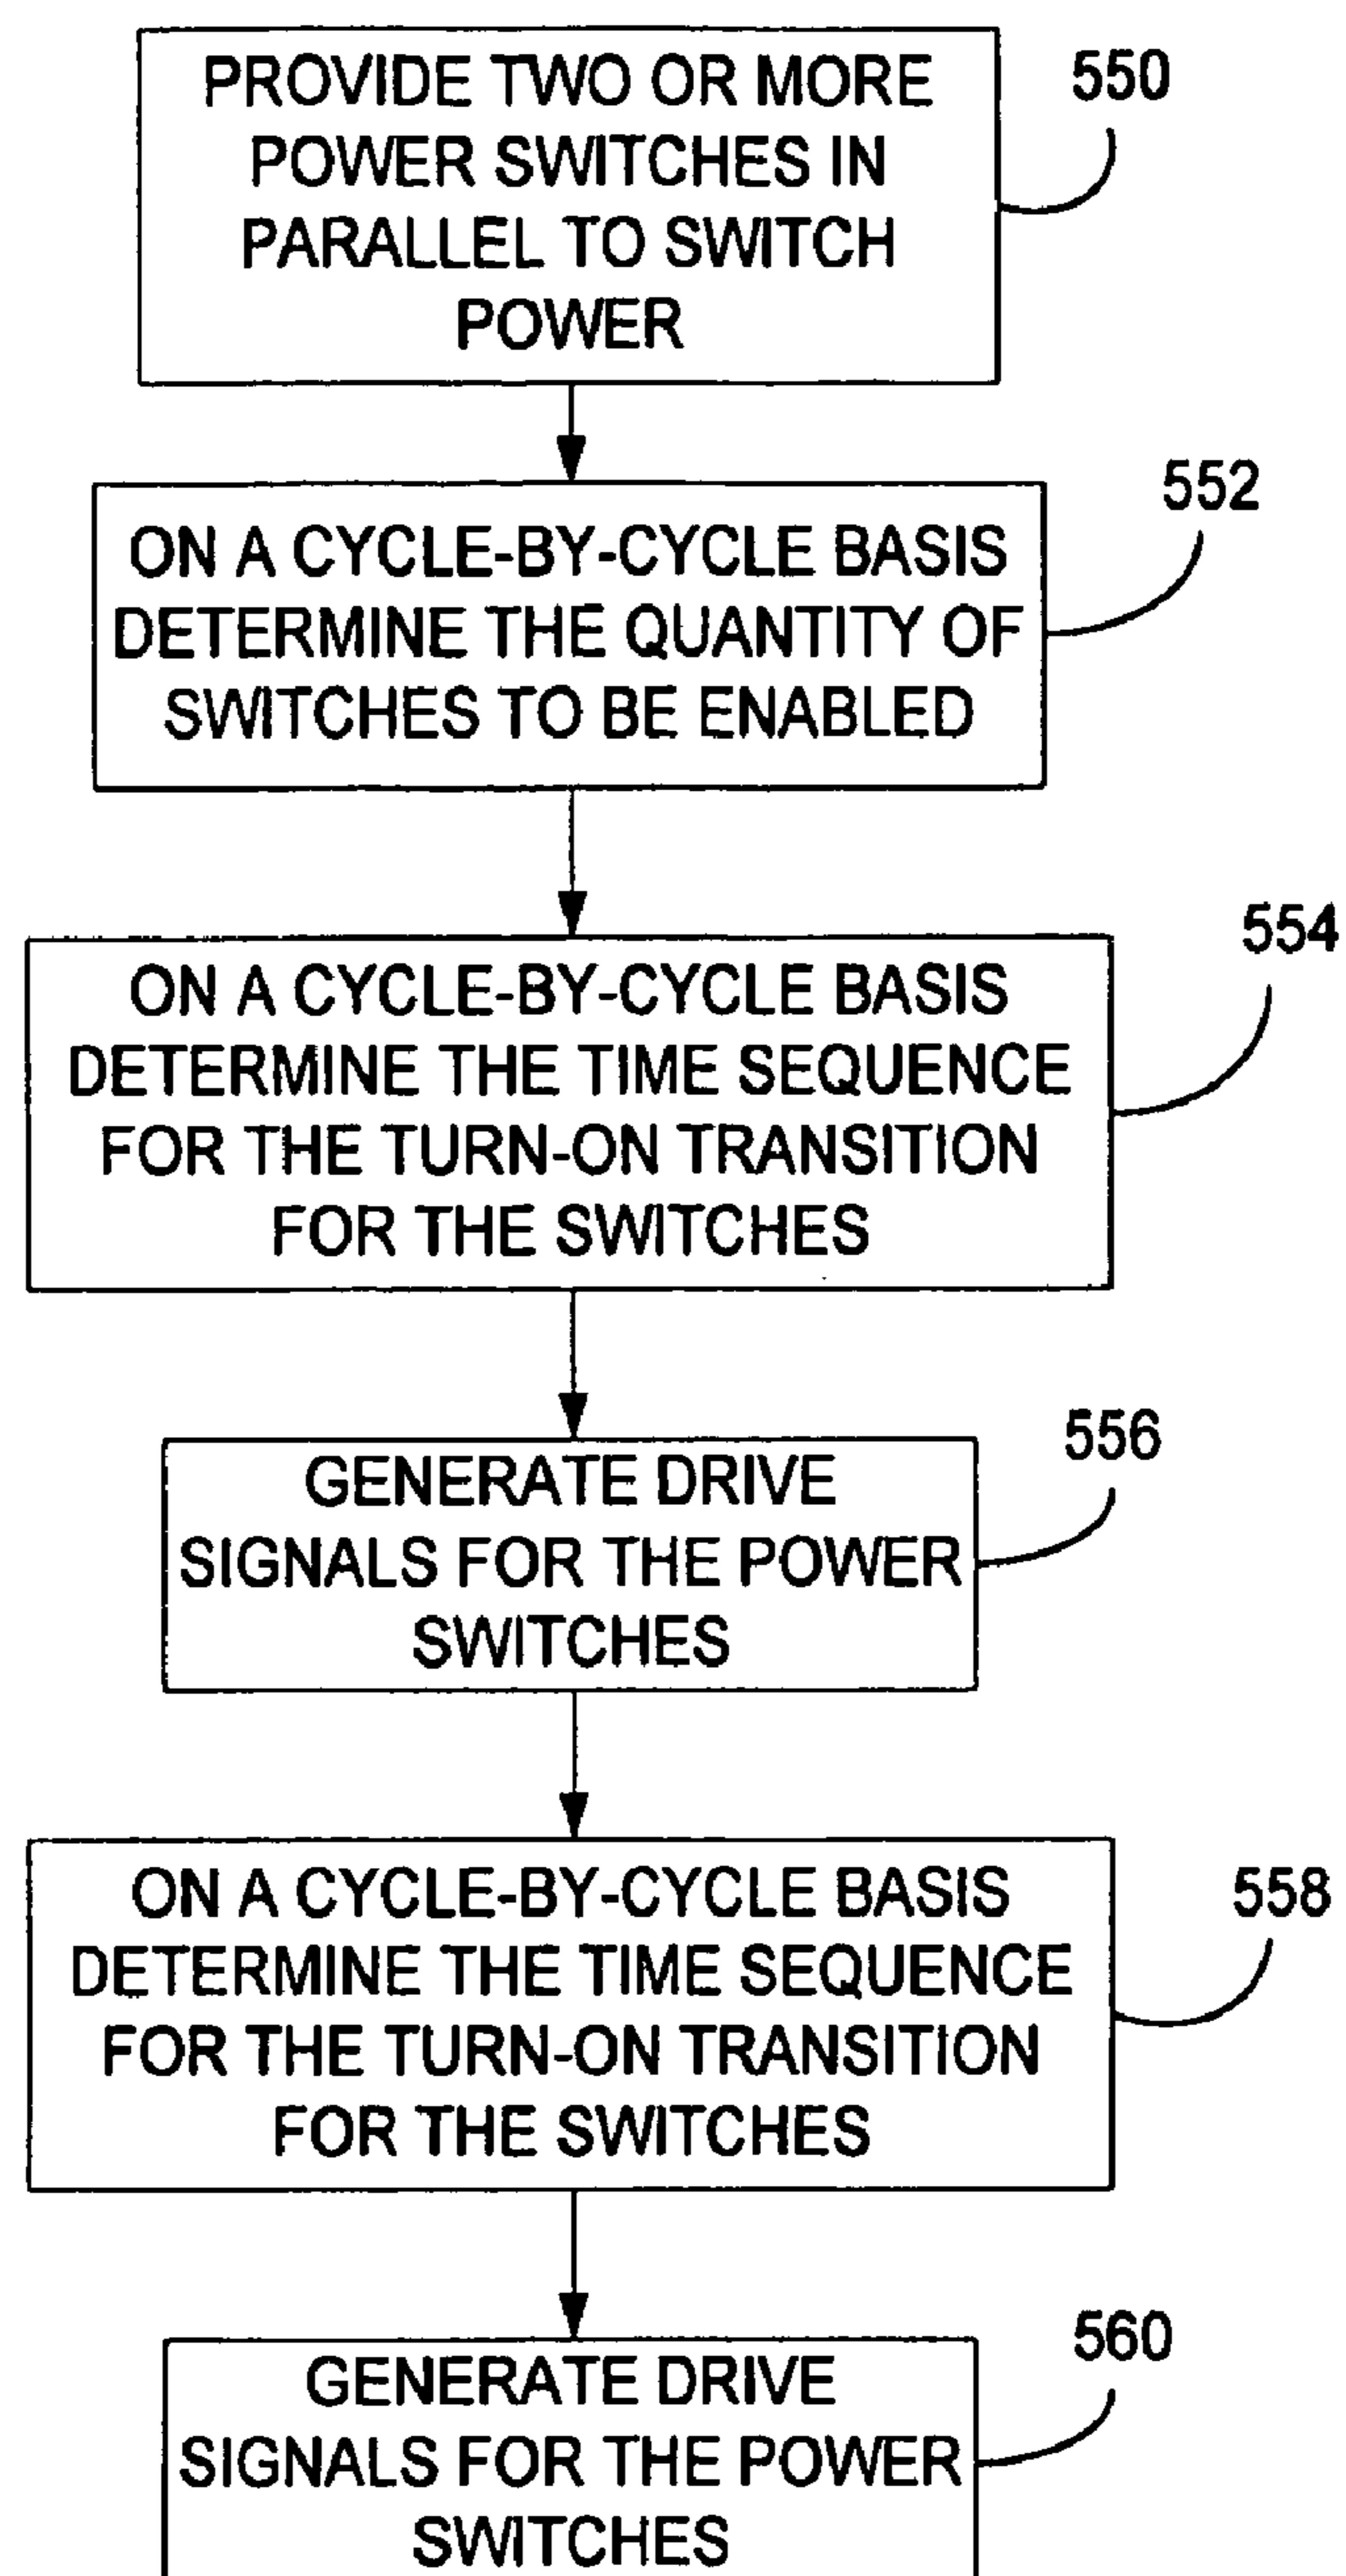 PROVIDE TWO OR MORE
POWER SWITCHES IN
PARALLEL TO SWITCH
POWER
550
ON A CYCLE-BY-CYCLE BASIS
DETERMINE THE QUANTITY OF
SWITCHES TO BE ENABLED
552
ON A CYCLE-BY-CYCLE BASIS
DETERMINE THE TIME SEQUENCE
FOR THE TURN-ON TRANSITION
FOR THE SWITCHES
554
GENERATE DRIVE
SIGNALS FOR THE POWER
SWITCHES
556
ON A CYCLE-BY-CYCLE BASIS
DETERMINE THE TIME SEQUENCE
FOR THE TURN-ON TRANSITION
FOR THE SWITCHES
558
GENERATE DRIVE
SIGNALS FOR THE POWER
SWITCHES
560